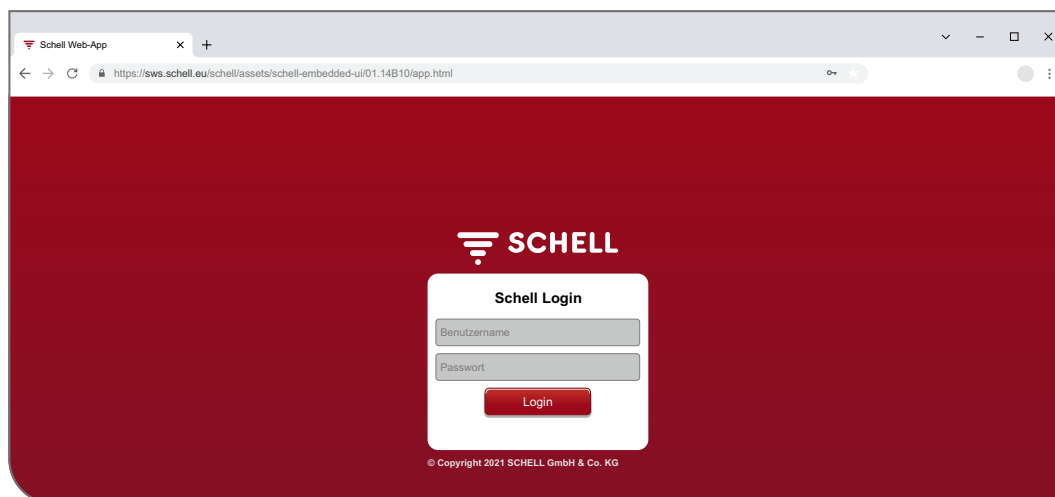 Schell Web-App
https://sws.schell.eu/schell/assets/schell-embedded-ui/01.14B10/app.html
SCHELL
Schell Login
Benutzername
Passwort
Login
© Copyright 2021 SCHELL GmbH & Co. KG